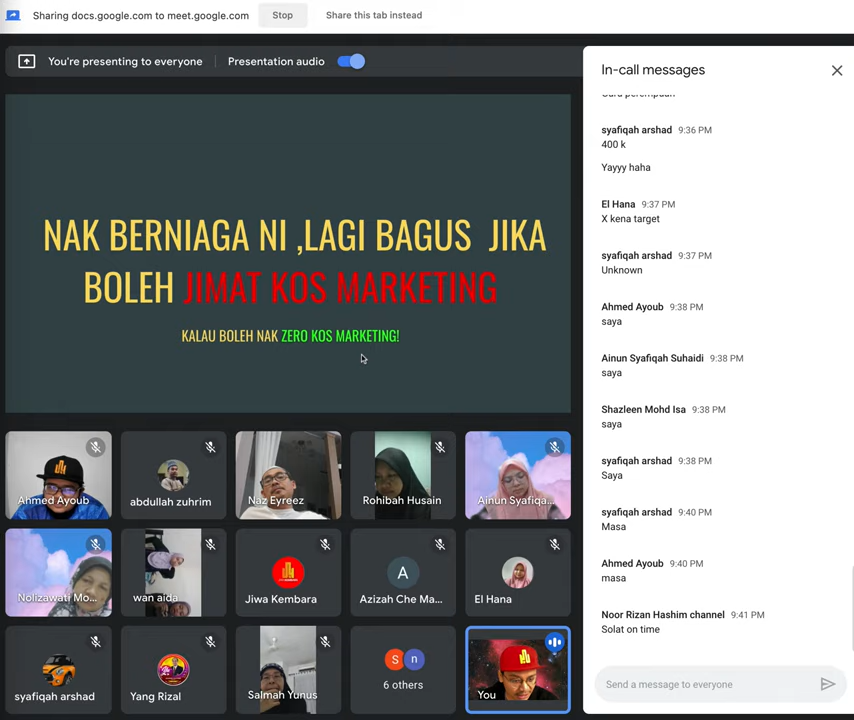 Sharing docs.google.com to meet.google.com
Stop
Share this tab instead
You're presenting to everyone
Presentation audio
NAK BERNIAGA NI ,LAGI BAGUS JIKA
BOLEH JIMAT KOS MARKETING
KALAU BOLEH NAK ZERO KOS MARKETING!
Ahmed Ayoub
abdullah zuhrim
Naz Eyreez
Rohibah Husain
Ainun Syafiqa...
Nolizawati Mo...
wan aida
Jiwa Kembara
A
Azizah Che Ma...
El Hana
syafiqah arshad
Yang Rizal
Salmah Yunus
S n
6 others
You
In-call messages
syafiqah arshad 9:36 PM
400 k
Yayyy haha
El Hana 9:37 PM
X kena target
syafiqah arshad 9:37 PM
Unknown
Ahmed Ayoub 9:38 PM
saya
Ainun Syafiqah Suhaidi 9:38 PM
saya
Shazleen Mohd Isa 9:38 PM
saya
syafiqah arshad 9:38 PM
Saya
syafiqah arshad 9:40 PM
Masa
Ahmed Ayoub 9:40 PM
masa
Noor Rizan Hashim channel 9:41 PM
Solat on time
Send a message to everyone